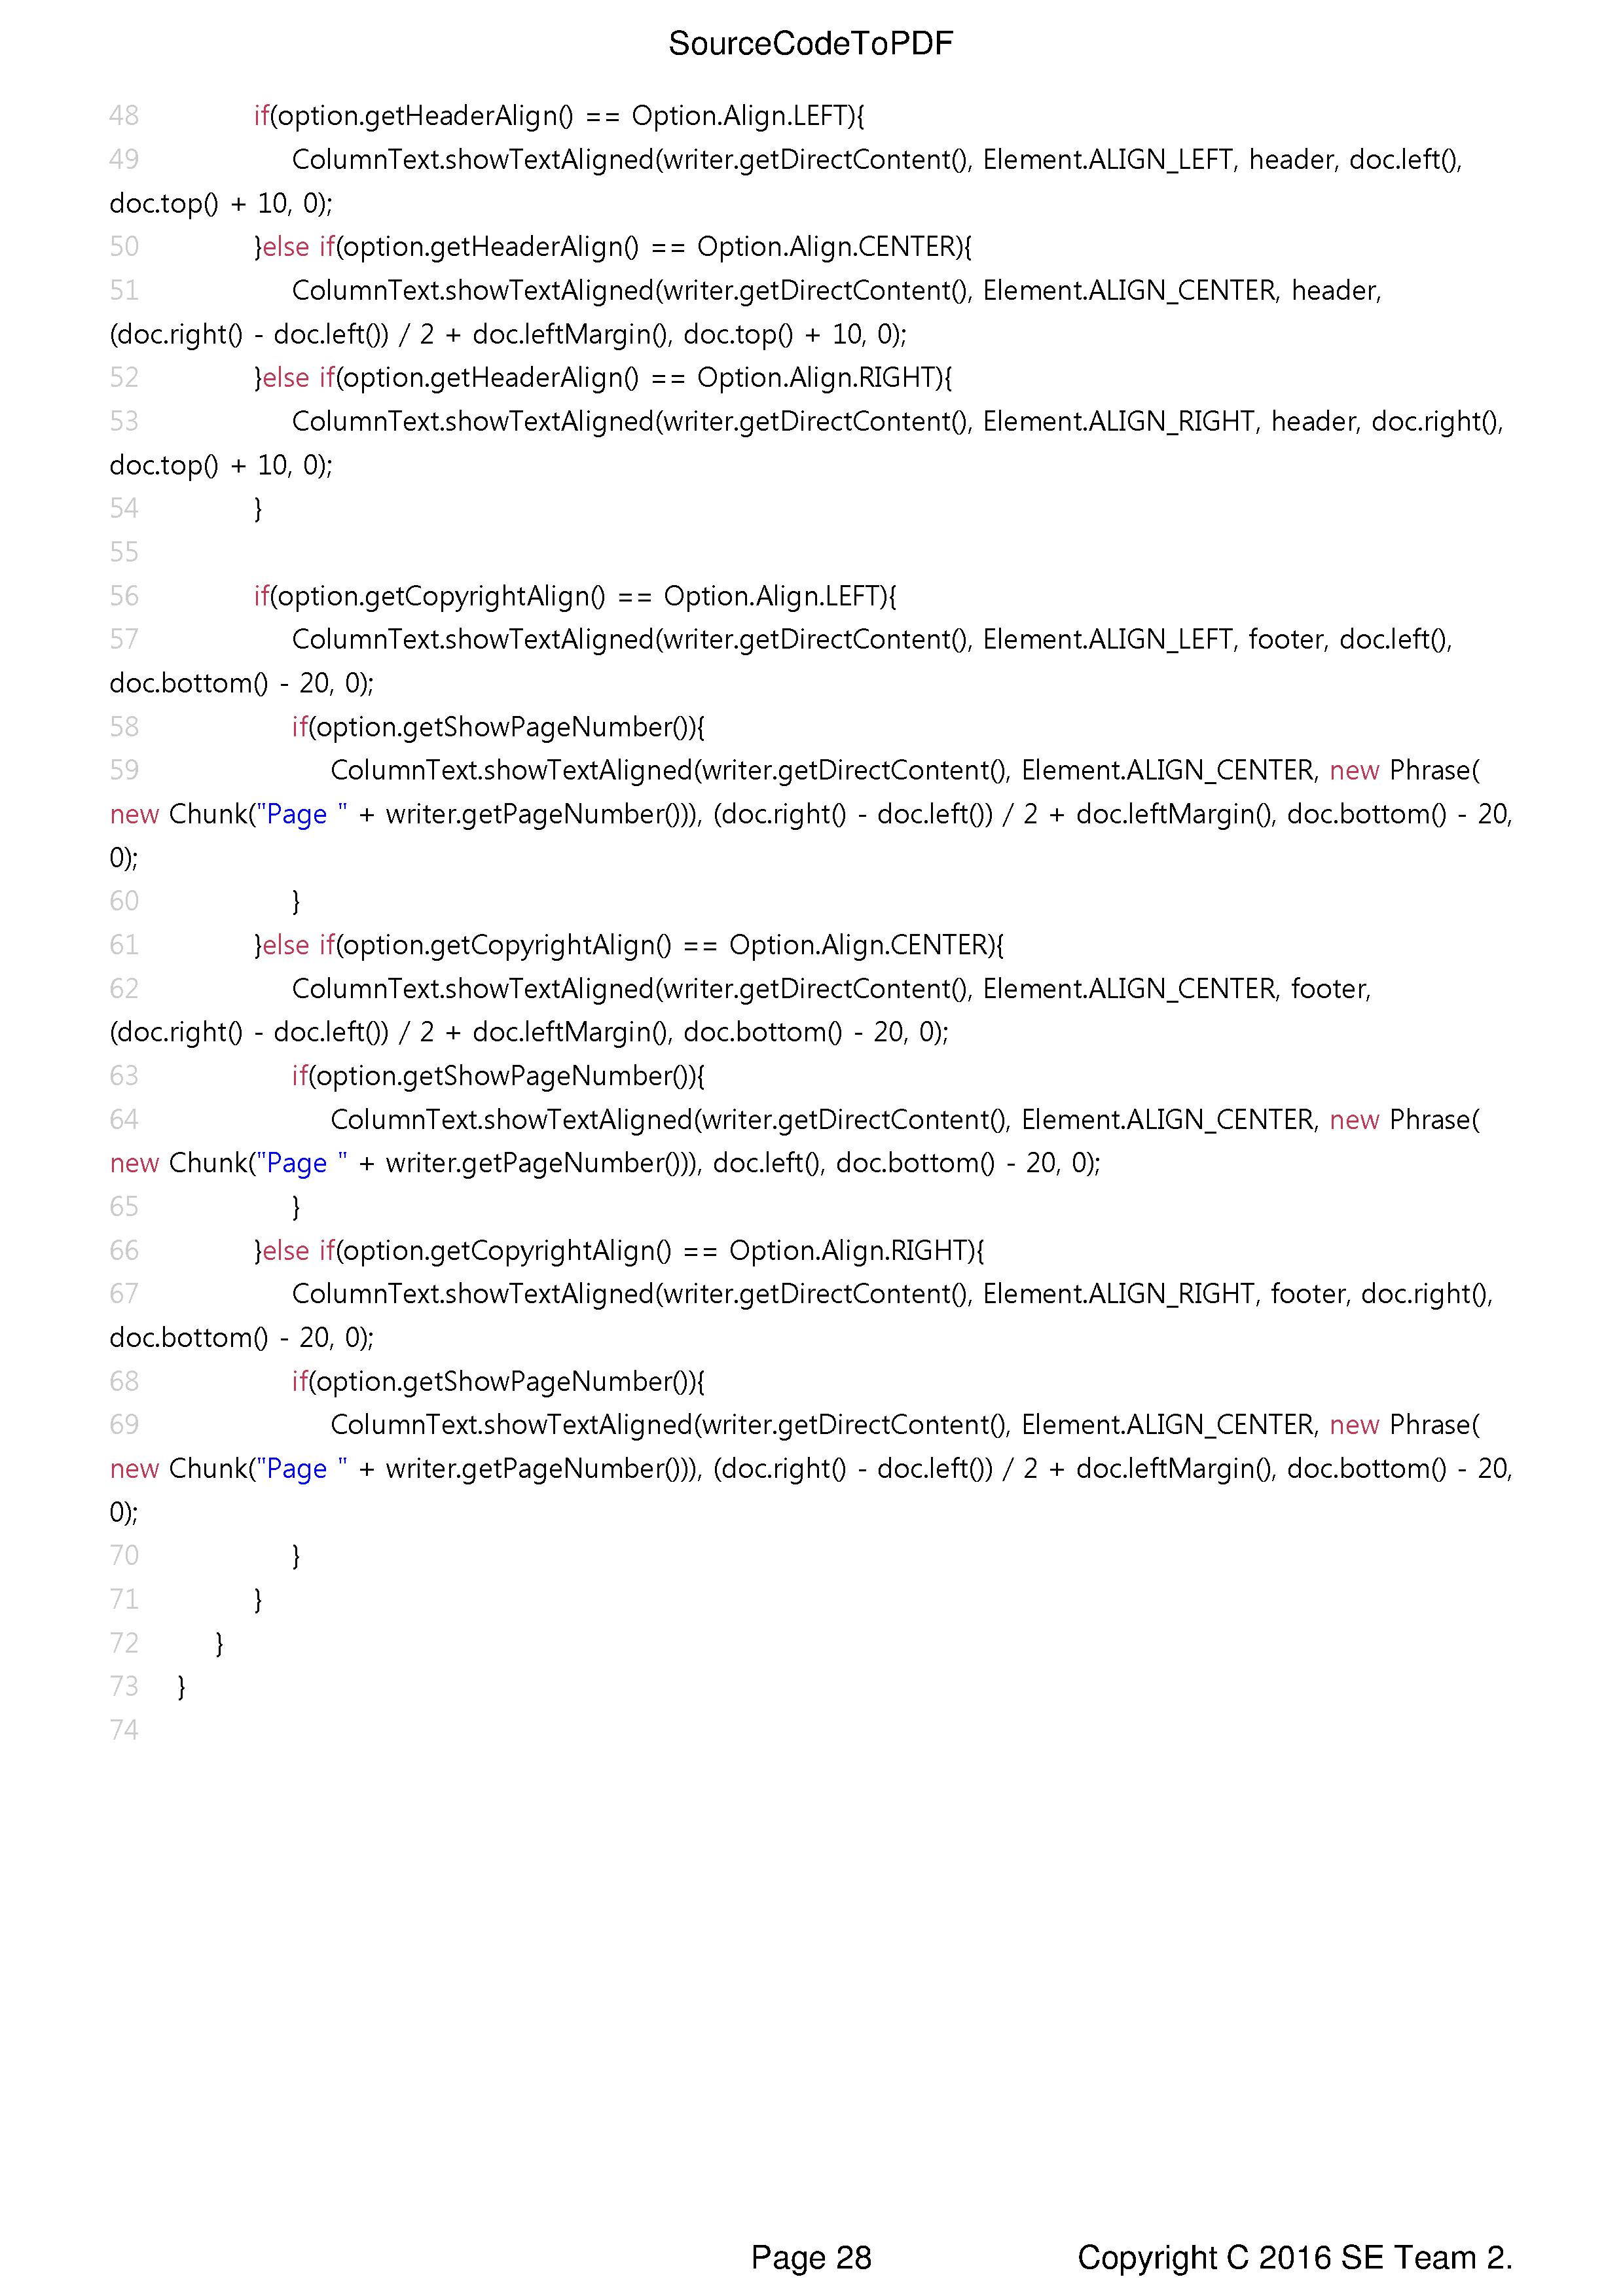 SourceCodeToPDF
48 if(option.getHeaderAlign() == Option.Align.LEFT){
49 ColumnText.showTextAligned(writer.getDirectContent(), Element.ALIGN_LEFT, header, doc.left(),
doc.top() + 10, 0);
50 }else if(option.getHeaderAlign() == Option.Align.CENTER){
51 ColumnText.showTextAligned(writer.getDirectContent(), Element.ALIGN_CENTER, header,
(doc.right() - doc.left()) / 2 + doc.leftMargin(), doc.top() + 10, 0);
52 }else if(option.getHeaderAlign() == Option.Align.RIGHT){
53 ColumnText.showTextAligned(writer.getDirectContent(), Element.ALIGN_RIGHT, header, doc.right(),
doc.top() + 10, 0);
54 }
55
56 if(option.getCopyrightAlign() == Option.Align.LEFT){
57 ColumnText.showTextAligned(writer.getDirectContent(), Element.ALIGN_LEFT, footer, doc.left(),
doc.bottom() - 20, 0);
58 if(option.getShowPageNumber()){
59 ColumnText.showTextAligned(writer.getDirectContent(), Element.ALIGN_CENTER, new Phrase(
new Chunk("Page " + writer.getPageNumber())), (doc.right() - doc.left()) / 2 + doc.leftMargin(), doc.bottom() - 20,
0);
60 }
61 }else if(option.getCopyrightAlign() == Option.Align.CENTER){
62 ColumnText.showTextAligned(writer.getDirectContent(), Element.ALIGN_CENTER, footer,
(doc.right() - doc.left()) / 2 + doc.leftMargin(), doc.bottom() - 20, 0);
63 if(option.getShowPageNumber()){
64 ColumnText.showTextAligned(writer.getDirectContent(), Element.ALIGN_CENTER, new Phrase(
new Chunk("Page " + writer.getPageNumber())), doc.left(), doc.bottom() - 20, 0);
65 }
66 }else if(option.getCopyrightAlign() == Option.Align.RIGHT){
67 ColumnText.showTextAligned(writer.getDirectContent(), Element.ALIGN_RIGHT, footer, doc.right(),
doc.bottom() - 20, 0);
68 if(option.getShowPageNumber()){
69 ColumnText.showTextAligned(writer.getDirectContent(), Element.ALIGN_CENTER, new Phrase(
new Chunk("Page " + writer.getPageNumber())), (doc.right() - doc.left()) / 2 + doc.leftMargin(), doc.bottom() - 20,
0);
70 }
71 }
72 }
73 }
74
Page 28 Copyright C 2016 SE Team 2.